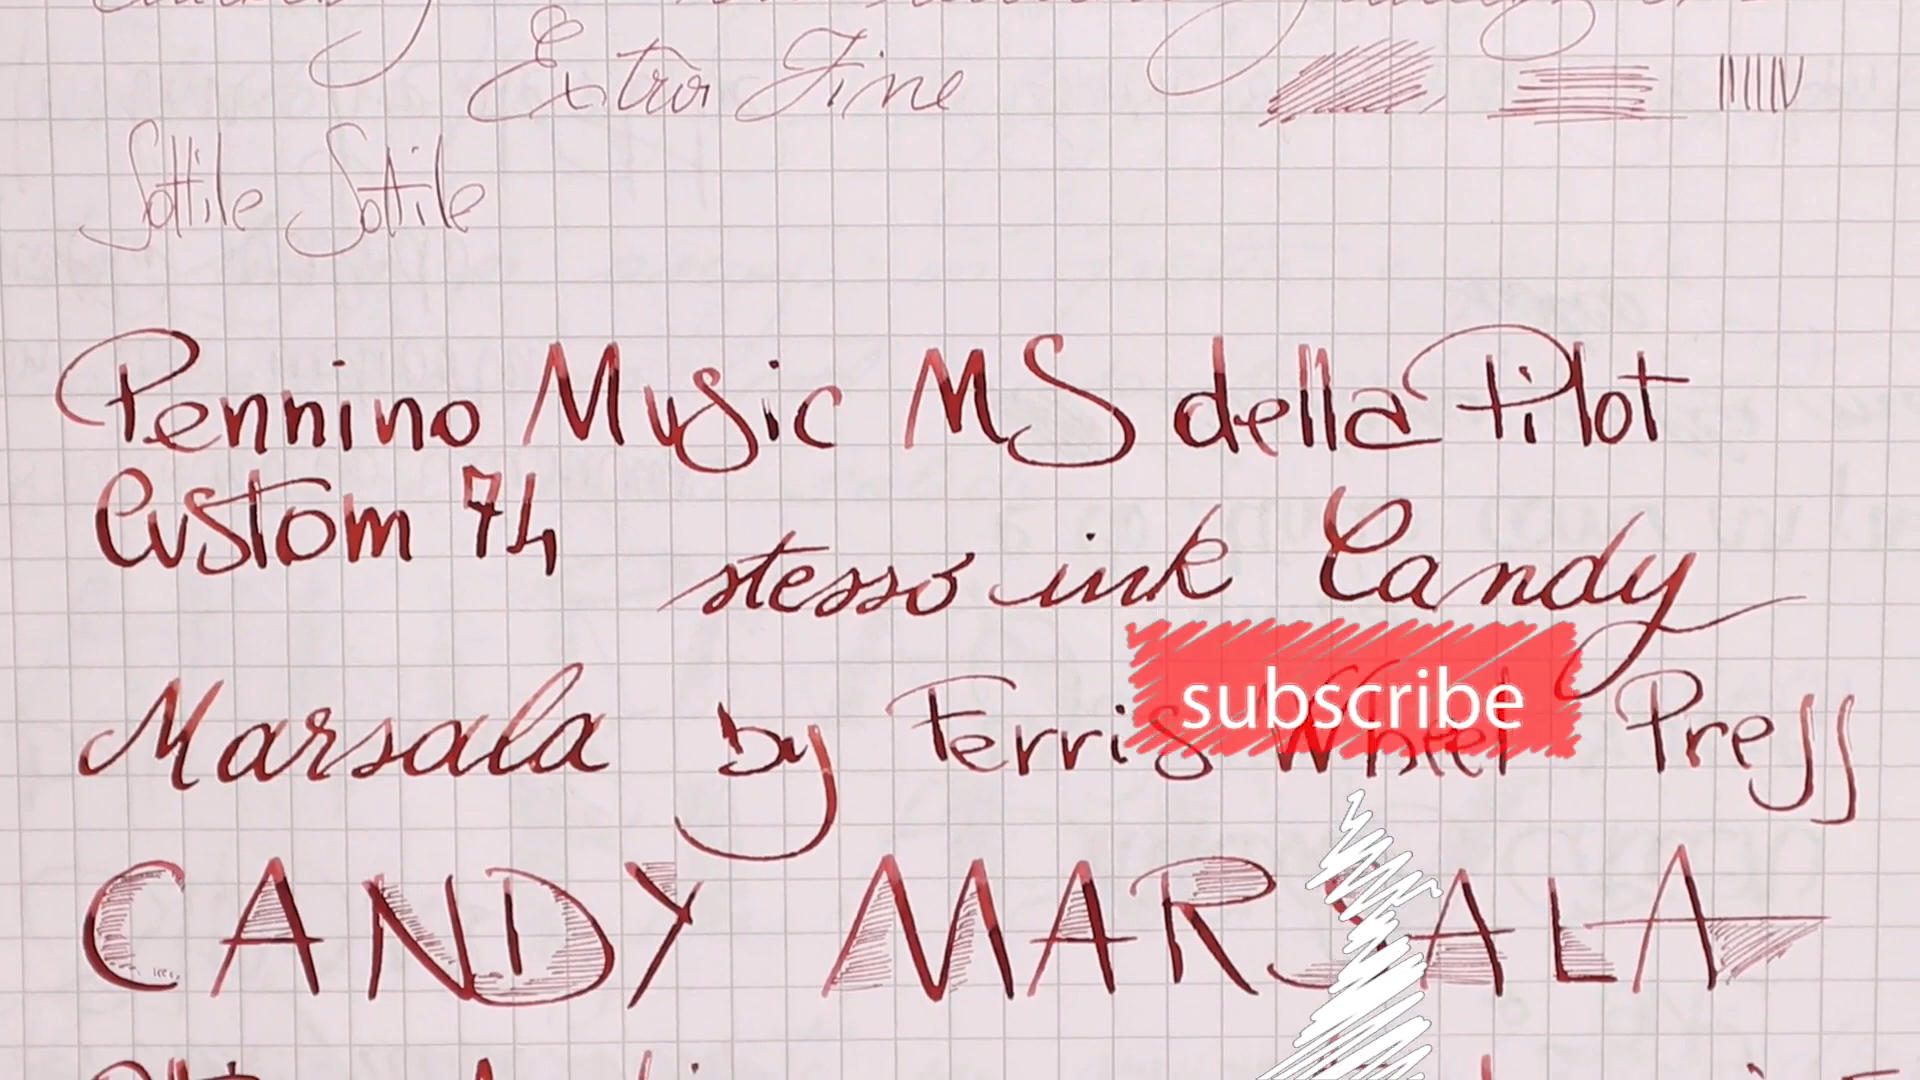 Extra Fine
Sottile Sottile
Pennino Music MS della Pilot
Custom 74
stesso ink Candy
subscribe
Marsala by Ferris Wheel Press
CANDY MARSALA